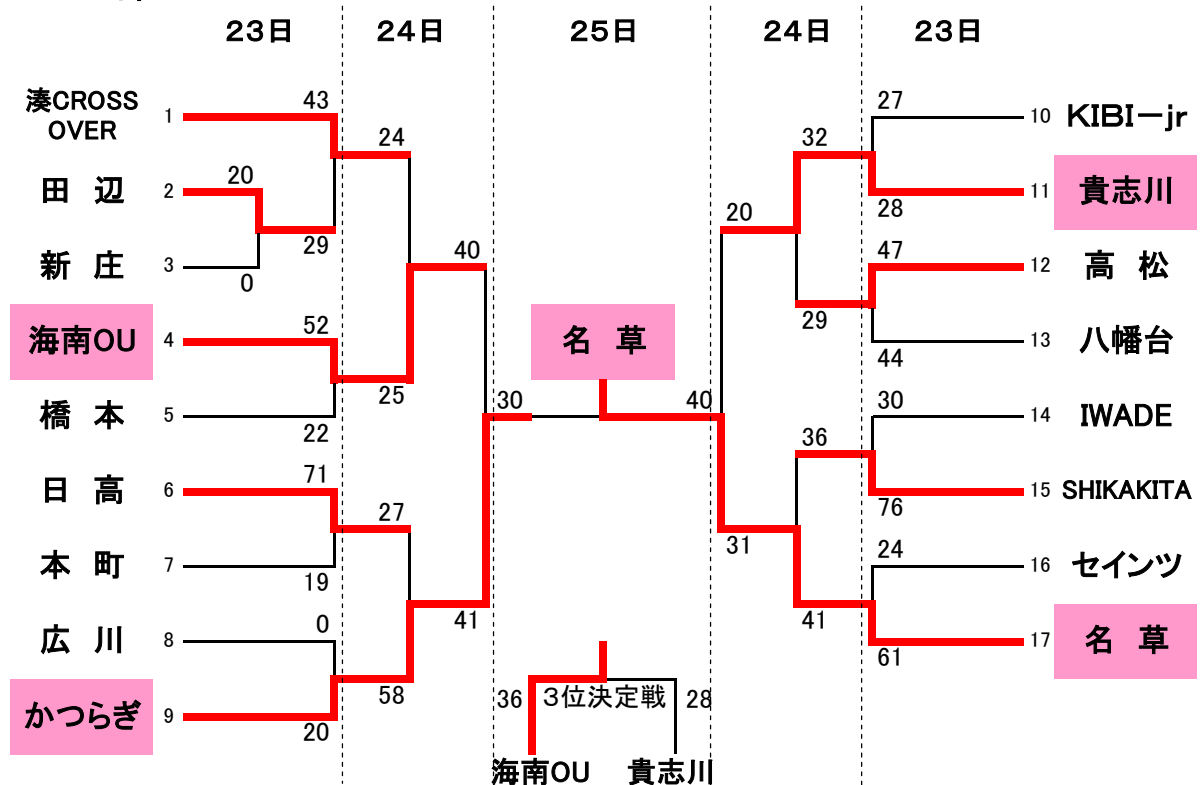 23日 24日 25日 24日 23日
湊CROSS
OVER
1
43
田 辺
2
20
29
新 庄
3
0
24
海南OU
4
52
橋 本
5
22
25
40
日 高
6
71
本 町
7
19
27
広 川
8
0
かつらぎ
9
20
58
41
30
名 草
40
KIBIーjr
10
27
貴志川
11
28
32
高 松
12
47
八幡台
13
44
29
20
IWADE
14
30
SHIKAKITA
15
76
36
セインツ
16
24
名 草
17
61
41
31
36
3位決定戦
28
海南OU
貴志川